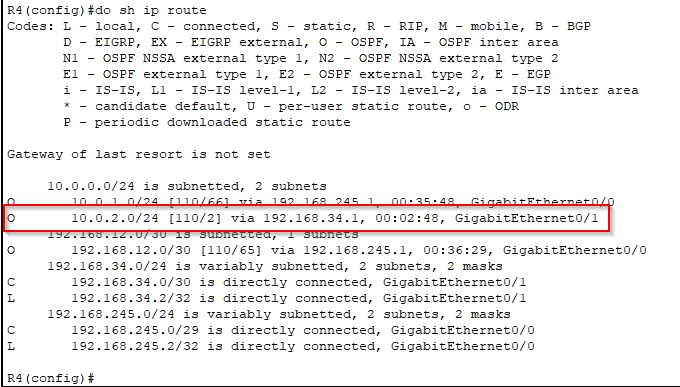 R4(config)#do sh ip route
Codes: L - local, C - connected, S - static, R - RIP, M - mobile, B - BGP
D - EIGRP, EX - EIGRP external, O - OSPF, IA - OSPF inter area
N1 - OSPF NSSA external type 1, N2 - OSPF NSSA external type 2
E1 - OSPF external type 1, E2 - OSPF external type 2, E - EGP
i - IS-IS, L1 - IS-IS level-1, L2 - IS-IS level-2, ia - IS-IS inter area
* - candidate default, U - per-user static route, o - ODR
P - periodic downloaded static route
Gateway of last resort is not set
10.0.0.0/24 is subnetted, 2 subnets
O 10.0.1.0/24 [110/66] via 192.168.245.1, 00:35:48, GigabitEthernet0/0
O 10.0.2.0/24 [110/2] via 192.168.34.1, 00:02:48, GigabitEthernet0/1
192.168.12.0/30 is subnetted, 1 subnets
O 192.168.12.0/30 [110/65] via 192.168.245.1, 00:36:29, GigabitEthernet0/0
192.168.34.0/24 is variably subnetted, 2 subnets, 2 masks
C 192.168.34.0/30 is directly connected, GigabitEthernet0/1
L 192.168.34.2/32 is directly connected, GigabitEthernet0/1
192.168.245.0/24 is variably subnetted, 2 subnets, 2 masks
C 192.168.245.0/29 is directly connected, GigabitEthernet0/0
L 192.168.245.2/32 is directly connected, GigabitEthernet0/0
R4(config)#